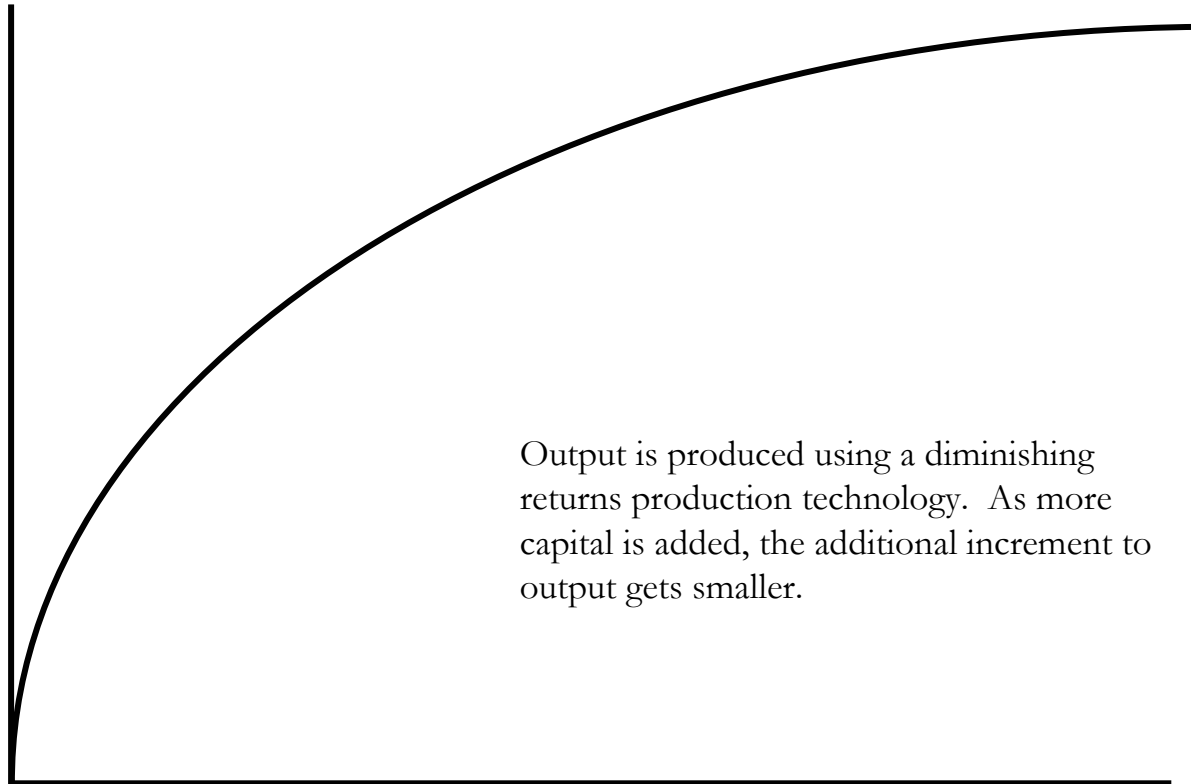 Output is produced using a diminishing
returns production technology.  As more
capital is added, the additional increment to
output gets smaller.